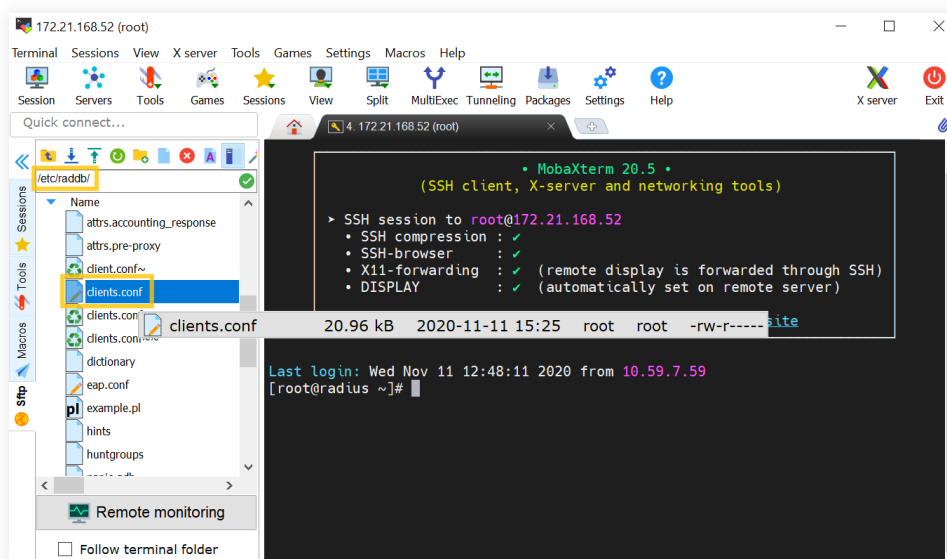 172.21.168.52 (root)
Terminal Sessions View X server Tools Games Settings Macros Help
Session Servers Tools Games Sessions View Split MultiExec Tunneling Packages Settings Help X server Exit
Quick connect...
4. 172.21.168.52 (root)
/etc/raddb/
Sessions
Tools
Macros
Sftp
Name
attrs.accounting_response
attrs.pre-proxy
client.conf~
clients.conf
clients.con
clients.con
dictionary
eap.conf
example.pl
hints
huntgroups
Remote monitoring
Follow terminal folder
clients.conf 20.96 kB 2020-11-11 15:25 root root -rw-r-----
• MobaXterm 20.5 •
(SSH client, X-server and networking tools)
➤ SSH session to root@172.21.168.52
• SSH compression : ✔
• SSH-browser : ✔
• X11-forwarding : ✔ (remote display is forwarded through SSH)
• DISPLAY : ✔ (automatically set on remote server)
site
Last login: Wed Nov 11 12:48:11 2020 from 10.59.7.59
[root@radius ~]#